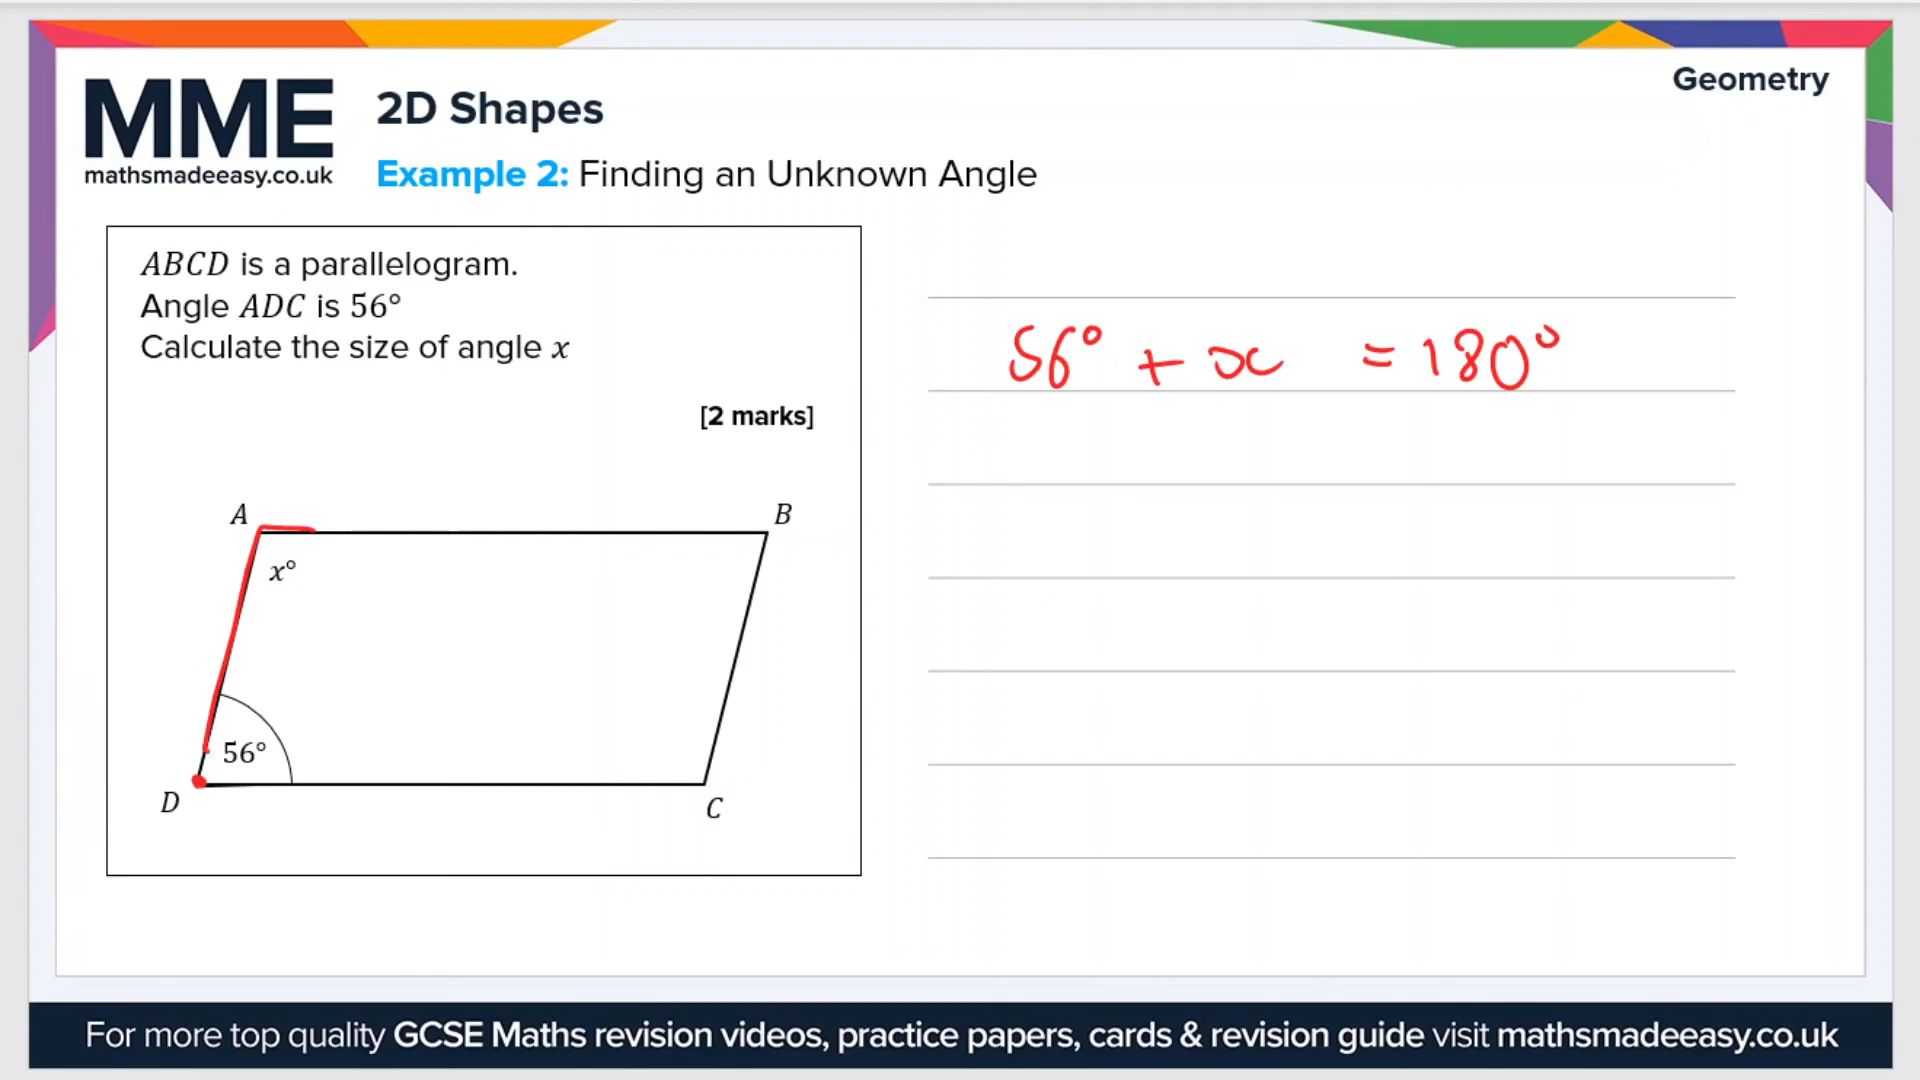 Geometry
MME
mathsmadeeasy.co.uk
2D Shapes
Example 2: Finding an Unknown Angle
ABCD is a parallelogram.
Angle ADC is 56°
Calculate the size of angle x
[2 marks]
A
B
x°
56°
D
C
56° + x = 180°
For more top quality GCSE Maths revision videos, practice papers, cards & revision guide visit mathsmadeeasy.co.uk